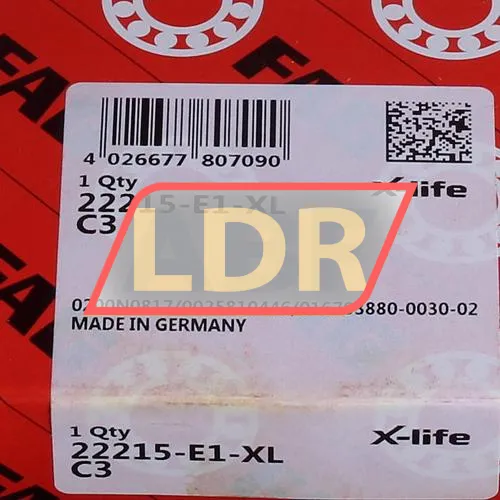 FAG
4 026677 807090
1 Qty
X-life
22215-E1-XL
C3
LDR
MADE IN GERMANY
1 Qty
22215-E1-XL
X-life
C3